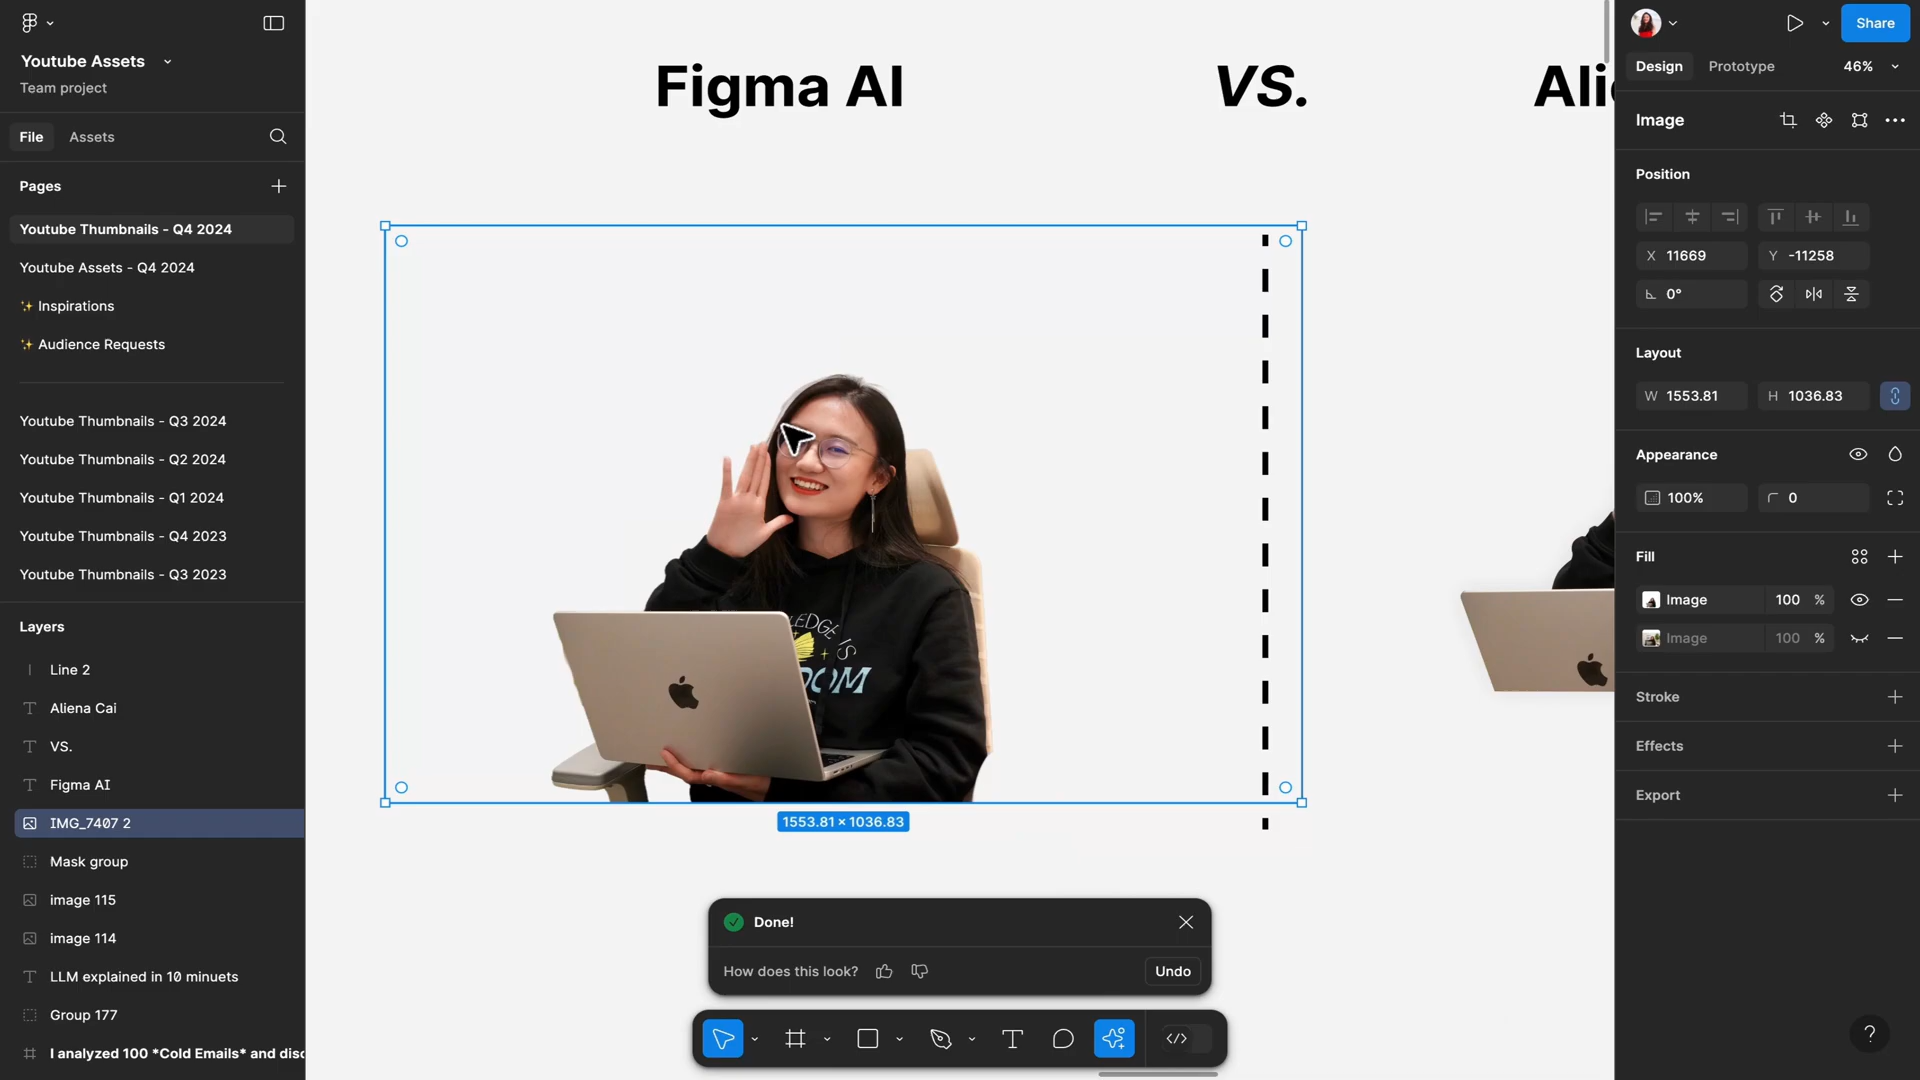 Youtube Assets
Team project
File
Assets
Pages
Youtube Thumbnails - Q4 2024
Youtube Assets - Q4 2024
✨ Inspirations
✨ Audience Requests
Youtube Thumbnails - Q3 2024
Youtube Thumbnails - Q2 2024
Youtube Thumbnails - Q1 2024
Youtube Thumbnails - Q4 2023
Youtube Thumbnails - Q3 2023
Layers
Line 2
Aliena Cai
VS.
Figma AI
IMG_7407 2
Mask group
image 115
image 114
LLM explained in 10 minuets
Group 177
I analyzed 100 *Cold Emails* and disc
Figma AI
VS.
Alie
LEDGE IS
OM
1553.81 × 1036.83
Done!
How does this look?
Undo
Share
Design
Prototype
46%
Image
Position
X 11669
Y -11258
0°
Layout
W 1553.81
H 1036.83
Appearance
100%
0
Fill
Image 100 %
Image 100 %
Stroke
Effects
Export
?